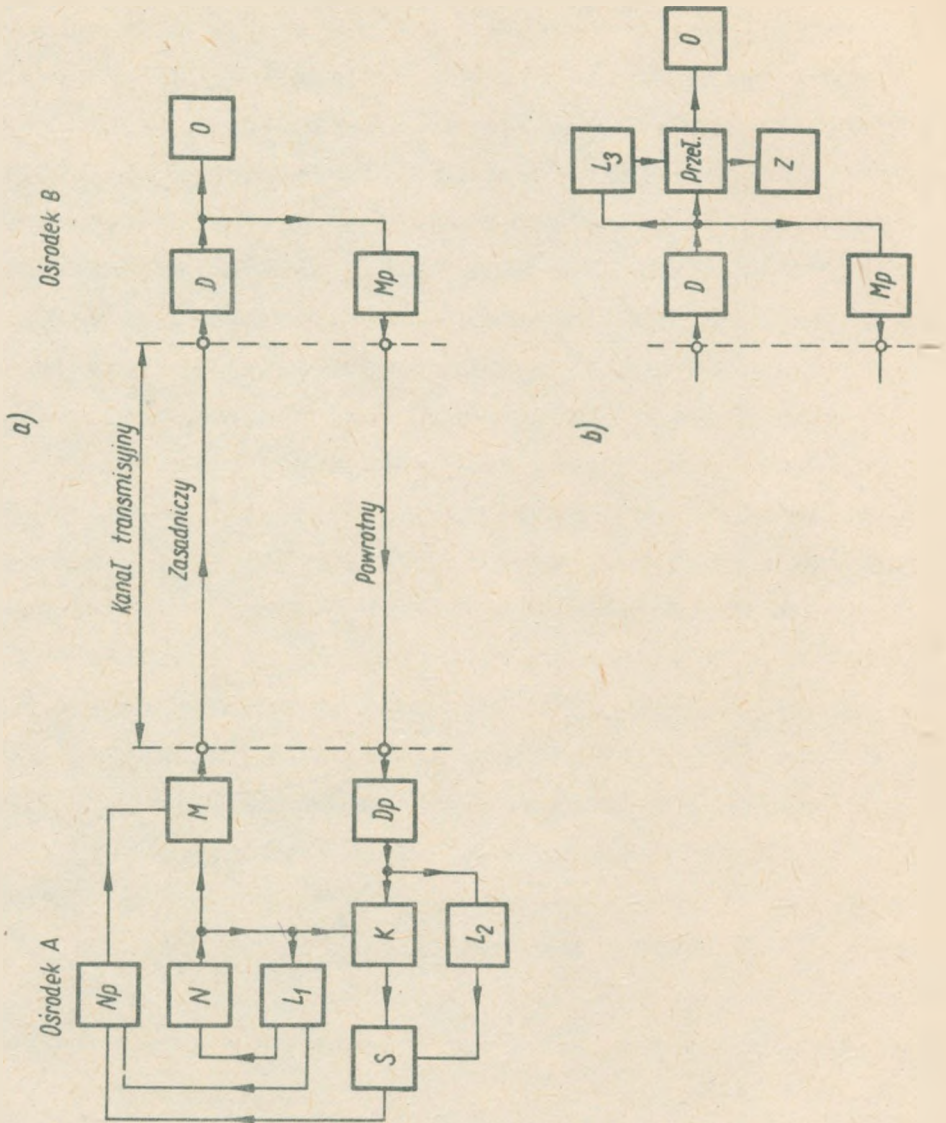 a)
Ośrodek A
Ośrodek B
Kanał transmisyjny
Zasadniczy
Powrotny
Np
N
L1
M
D
O
S
K
L2
Dp
Mp
b)
D
L3
Przeł.
Z
O
Mp